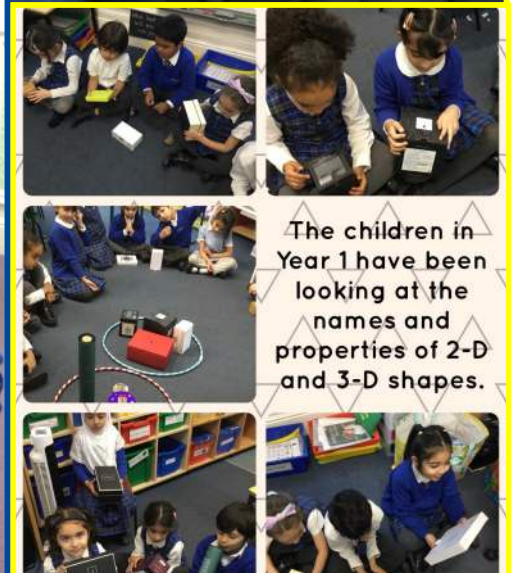 The children in
Year 1 have been
looking at the
names and
properties of 2-D
and 3-D shapes.